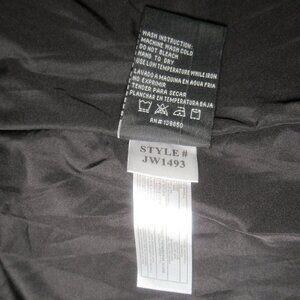 WASH INSTRUCTION:
MACHINE WASH COLD
DO NOT BLEACH
HANG TO DRY
USE LOW TEMPERATURE WHILE IRON
LAVADO A MAQUINA EN AGUA FRIA
NO EXPRIMIR
TENDER PARA SECAR
PLANCHAR EN TEMPERATURA BAJA
RN# 128650
STYLE #
JW1493